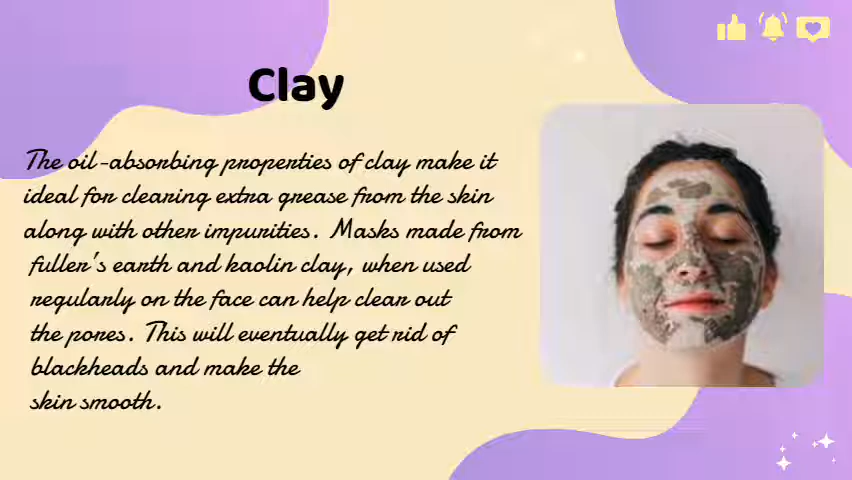 Clay
The oil-absorbing properties of clay make it
ideal for clearing extra grease from the skin
along with other impurities. Masks made from
fuller's earth and kaolin clay, when used
regularly on the face can help clear out
the pores. This will eventually get rid of
blackheads and make the
skin smooth.